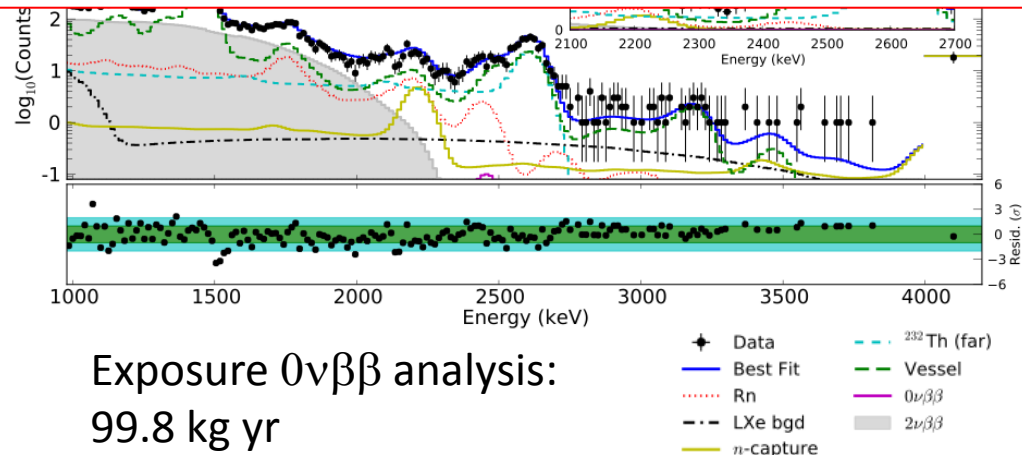 log₁₀(Counts
2
1
0
-1
0
2100 2200 2300 2400 2500 2600 2700
Energy (keV)
6
3
0
−3
−6
Resid. (σ)
1000 1500 2000 2500 3000 3500 4000
Energy (keV)
Exposure 0νββ analysis:
99.8 kg yr
Data
Best Fit
Rn
LXe bgd
n-capture
²³²Th (far)
Vessel
0νββ
2νββ